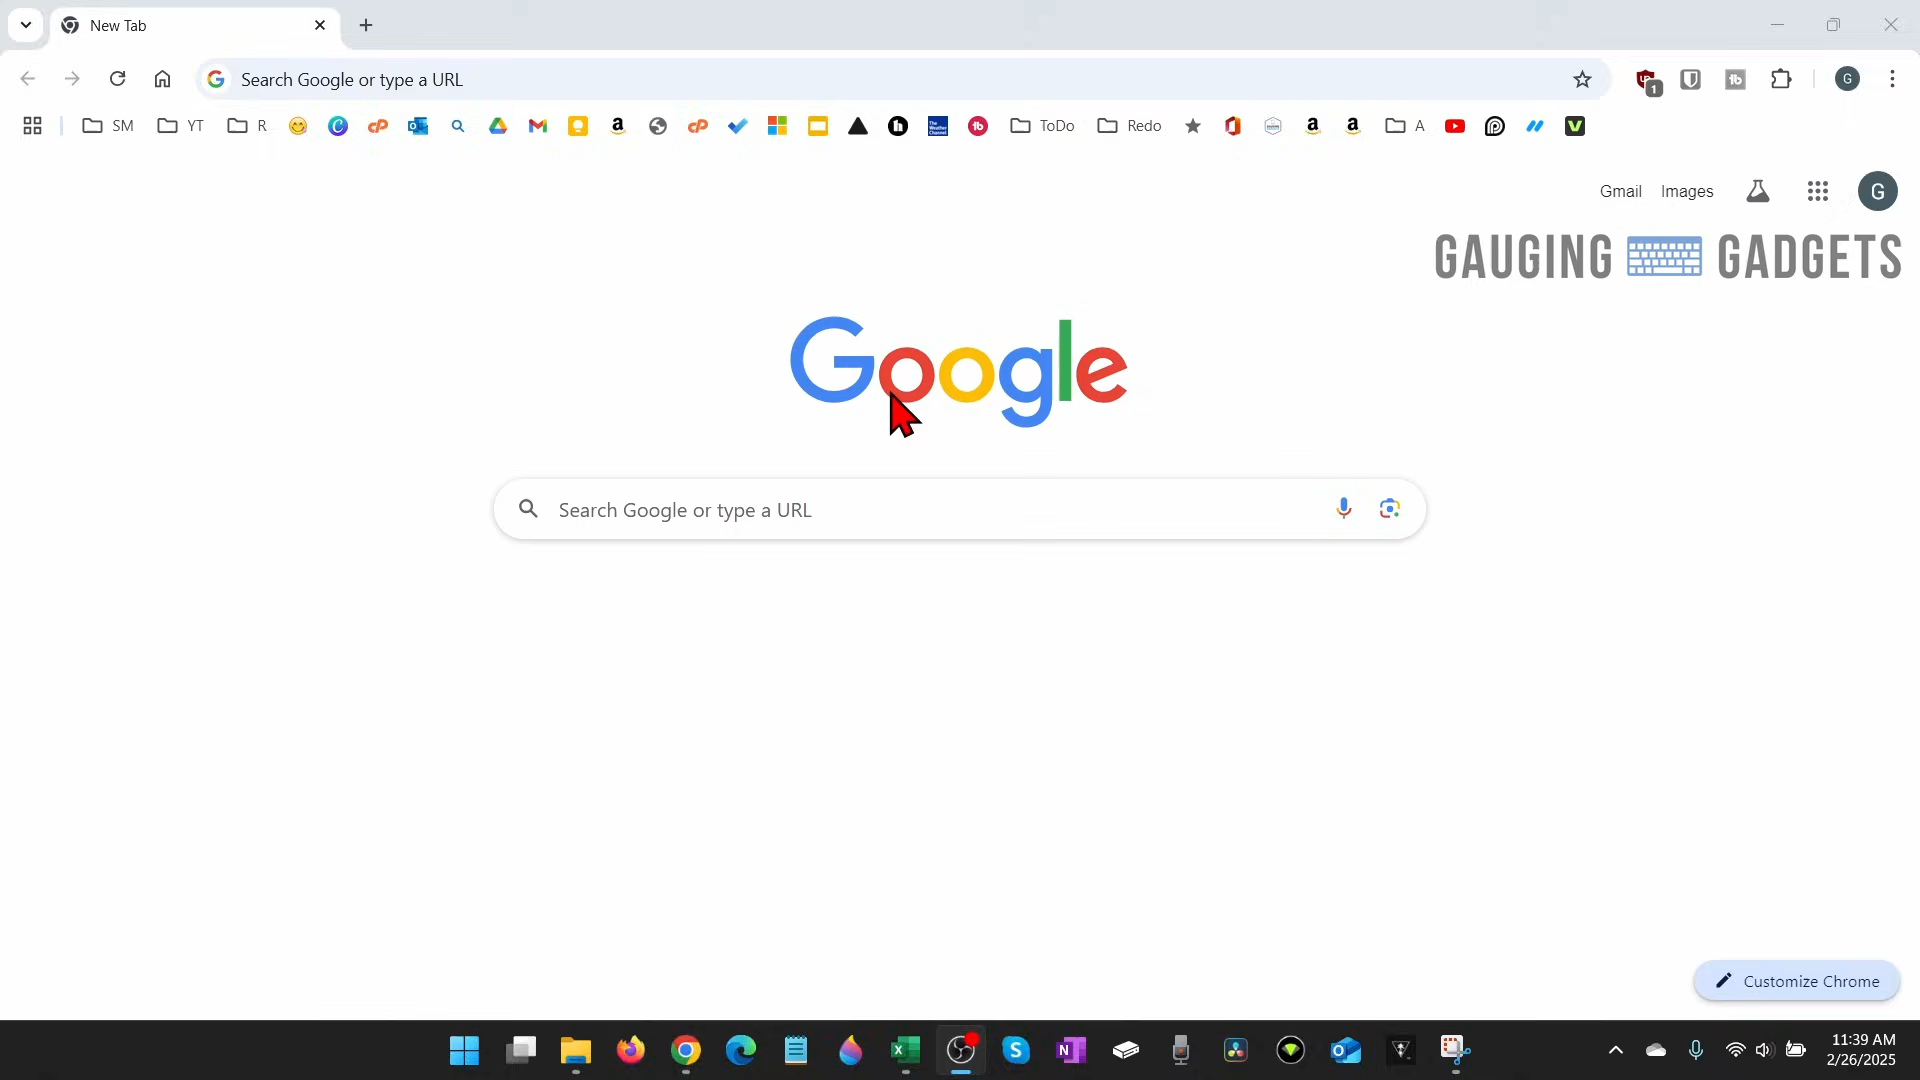 New Tab
Search Google or type a URL
1
SM YT R ToDo Redo A
Gmail Images G
GAUGING GADGETS
Google
Search Google or type a URL
Customize Chrome
11:39 AM
2/26/2025